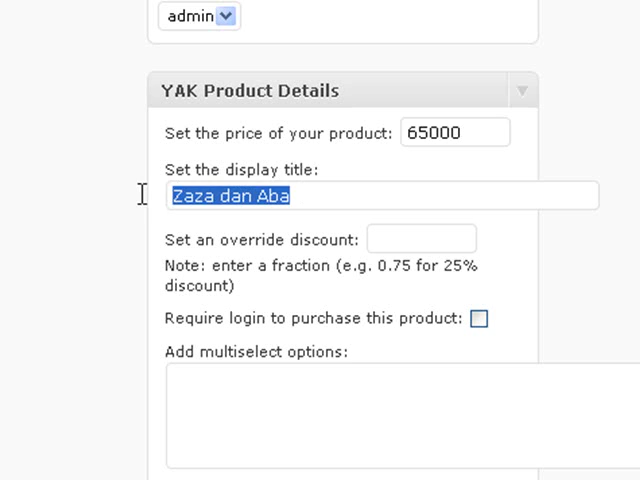 admin
YAK Product Details
Set the price of your product: 65000
Set the display title:
Zaza dan Aba
Set an override discount:
Note: enter a fraction (e.g. 0.75 for 25%
discount)
Require login to purchase this product:
Add multiselect options: